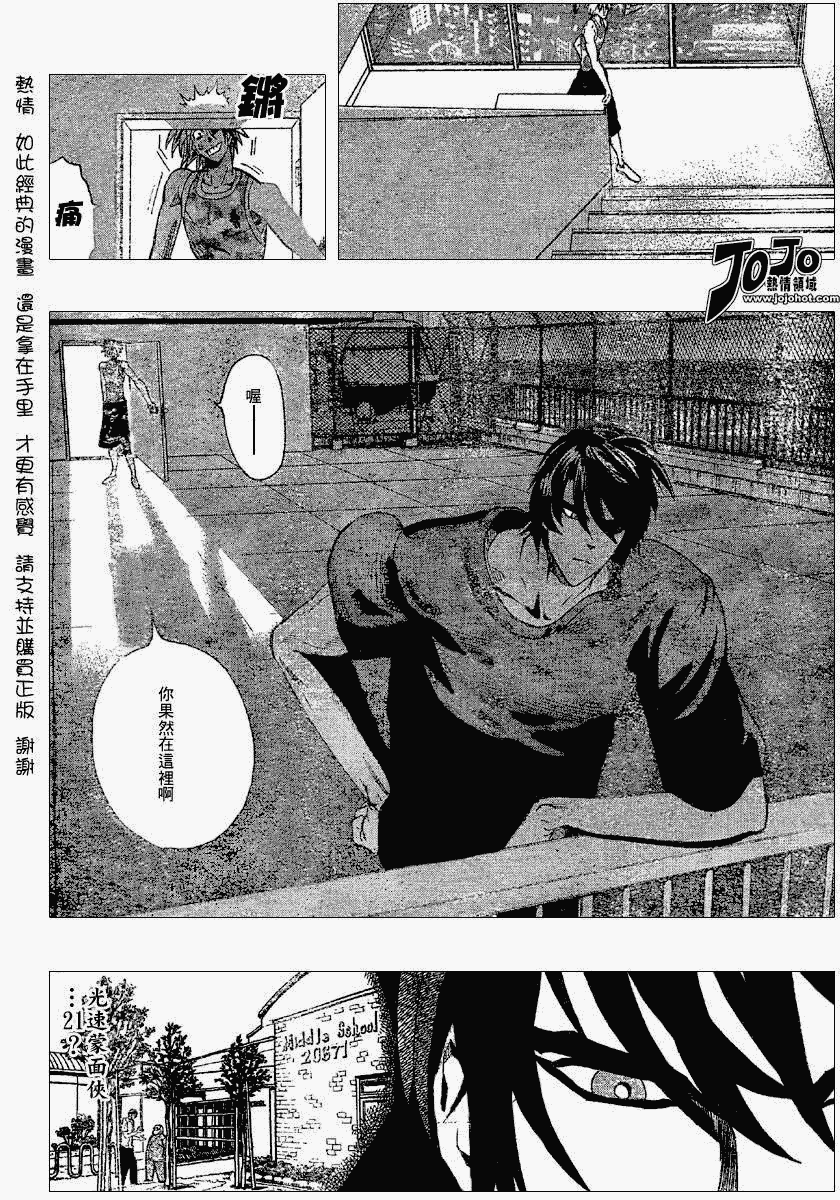 鏘
痛
JOJO
熱情領域
www.jojohot.com
喔——
你果然在這裡啊
Middle School
20671
光速蒙面俠
…21？
熱情 如此經典的漫畫 還是拿在手里 才更有感覺 請支持並購買正版 謝謝